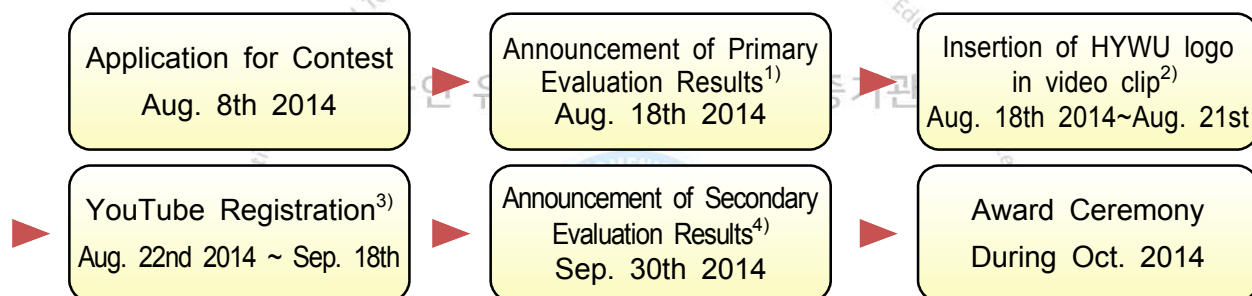 Application for Contest
Aug. 8th 2014
Announcement of Primary
Evaluation Results1)
Aug. 18th 2014
Insertion of HYWU logo
in video clip2)
Aug. 18th 2014~Aug. 21st
YouTube Registration3)
Aug. 22nd 2014 ~ Sep. 18th
Announcement of Secondary
Evaluation Results4)
Sep. 30th 2014
Award Ceremony
During Oct. 2014